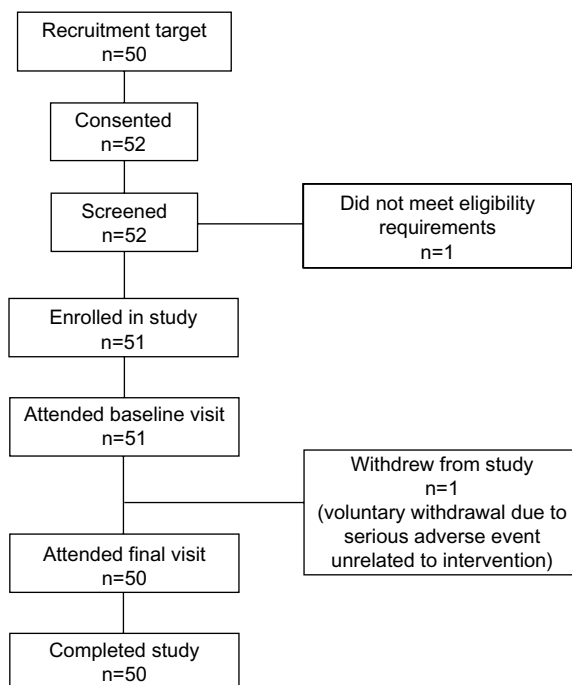 Recruitment target
n=50
Consented
n=52
Screened
n=52
Did not meet eligibility
requirements
n=1
Enrolled in study
n=51
Attended baseline visit
n=51
Withdrew from study
n=1
(voluntary withdrawal due to
serious adverse event
unrelated to intervention)
Attended final visit
n=50
Completed study
n=50